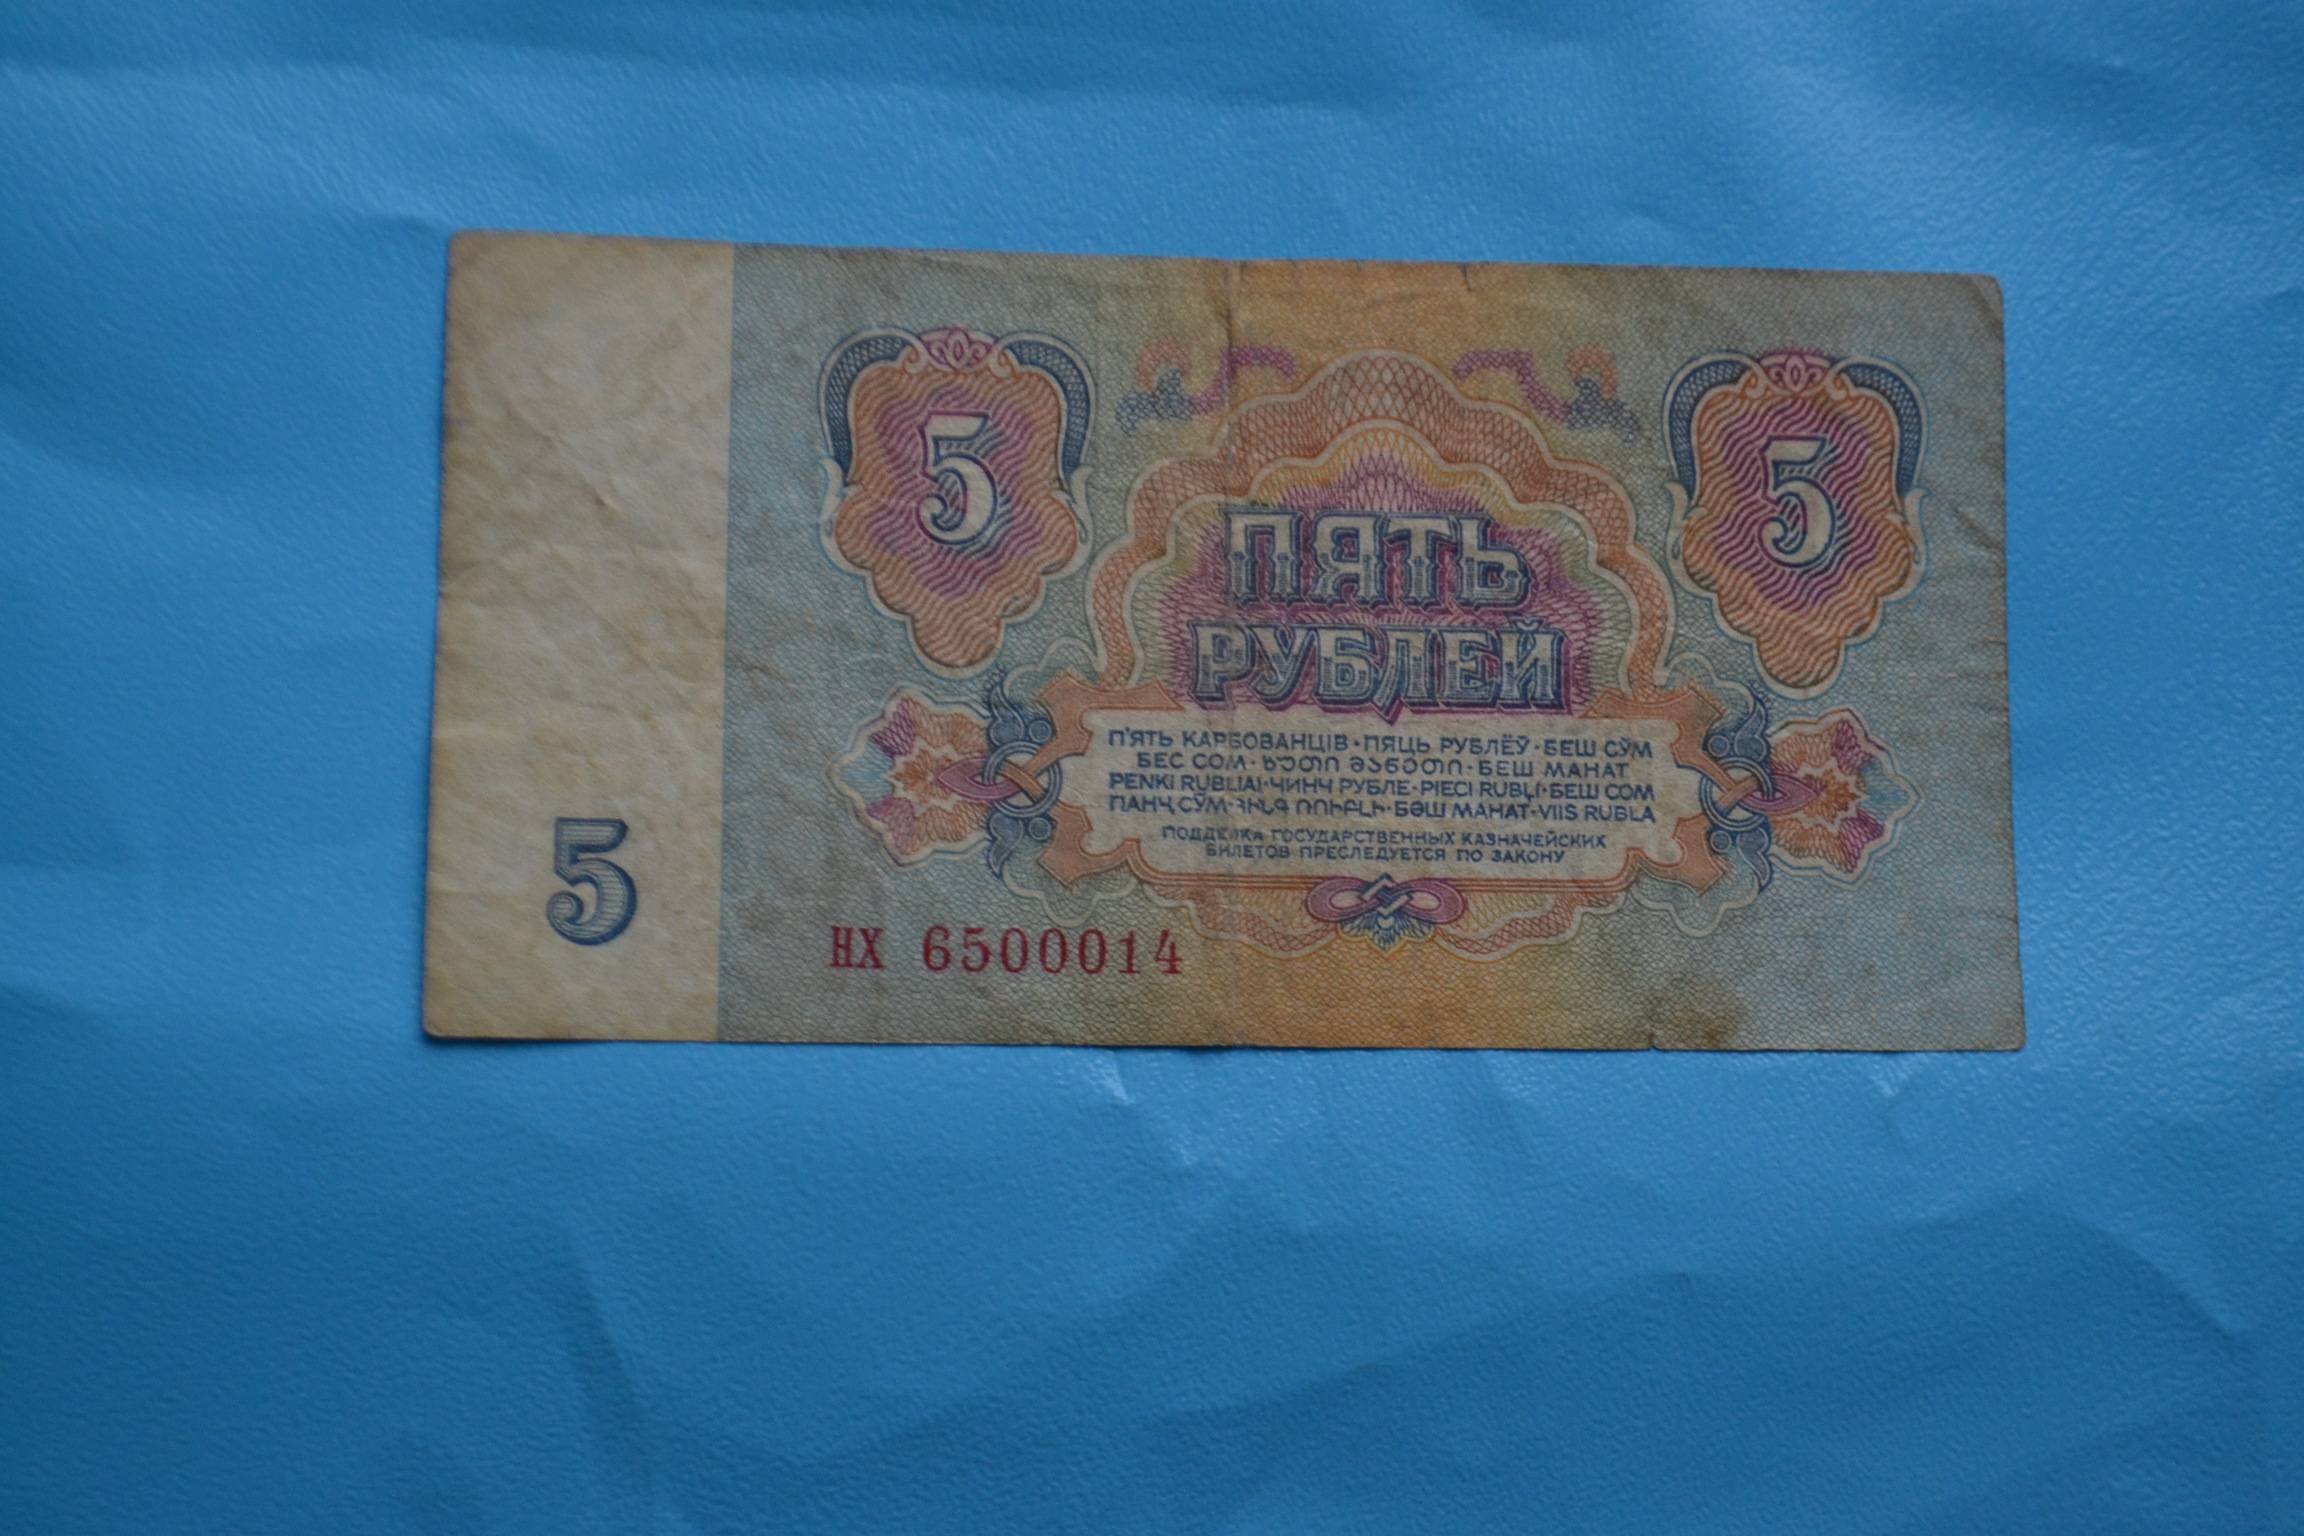 5
5
ПЯТЬ
РУБЛЕЙ
П'ЯТЬ КАРБОВАНЦІВ·ПЯЦЬ РУБЛЁЎ·БЕШ СЎМ
БЕС СОМ·ᲮᲣᲗᲘ ᲛᲐᲜᲔᲗᲘ·БЕШ МАНАТ
PENKI RUBLIAI·ЧИНЧ РУБЛЕ·PIECI RUBĻI·БЕШ СОМ
ПАНҶ СЎМ·ՀԻՆԳ ՌՈՒԲԼԻ·БƏШ МАНАТ·VIIS RUBLA
ПОДДЕЛКА ГОСУДАРСТВЕННЫХ КАЗНАЧЕЙСКИХ
БИЛЕТОВ ПРЕСЛЕДУЕТСЯ ПО ЗАКОНУ
5
НХ 6500014